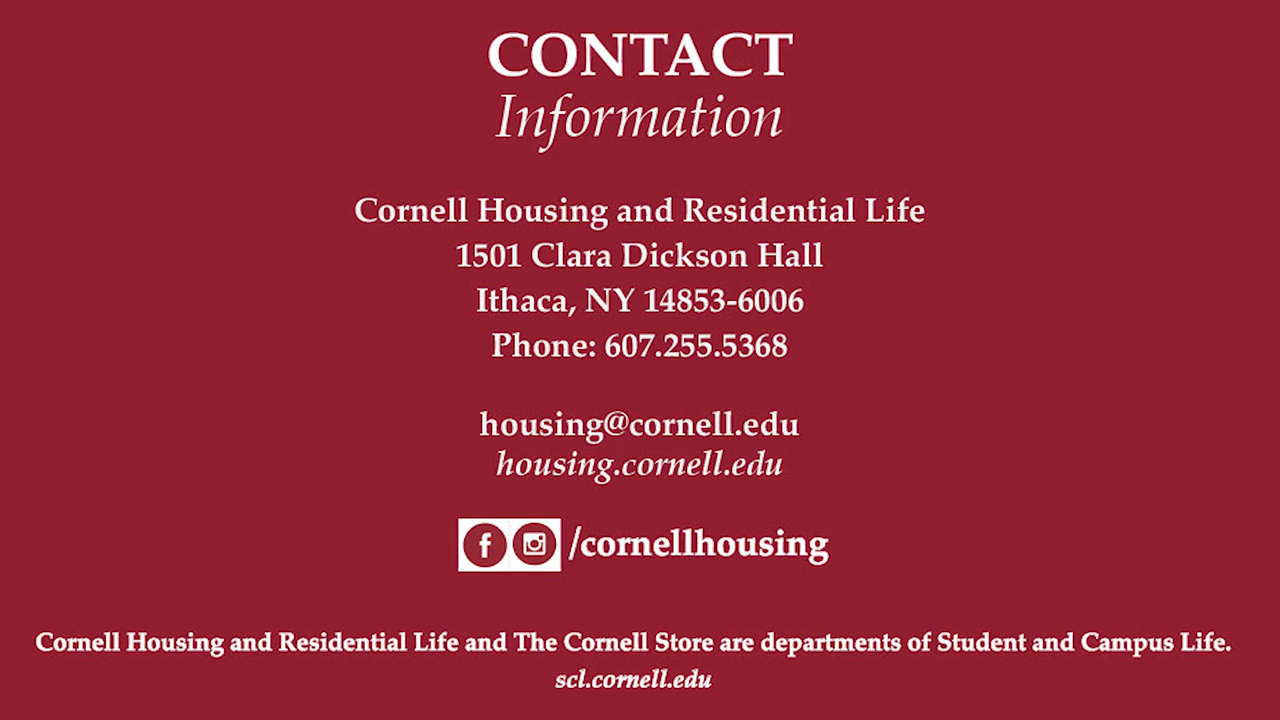 CONTACT
Information
Cornell Housing and Residential Life
1501 Clara Dickson Hall
Ithaca, NY 14853-6006
Phone: 607.255.5368
housing@cornell.edu
housing.cornell.edu
/cornellhousing
Cornell Housing and Residential Life and The Cornell Store are departments of Student and Campus Life.
scl.cornell.edu